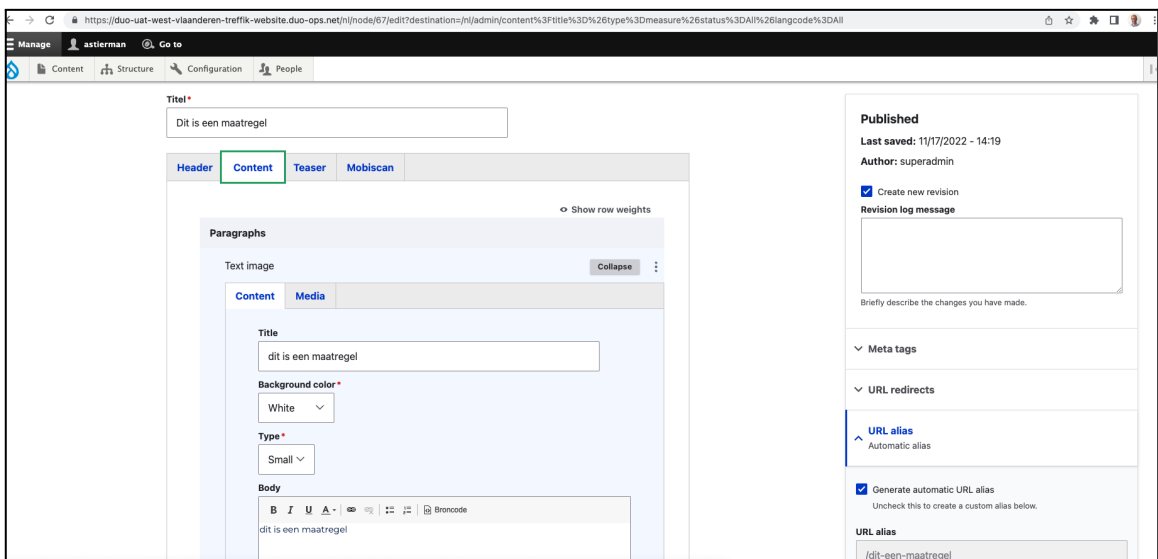 https://duo-uat-west-vlaanderen-treffik-website.duo-ops.net/nl/node/67/edit?destination=/nl/admin/content%3Ftitle%3D%26type%3Dmeasure%26status%3DAll%26langcode%3DAll
Manage astierman Go to
Content Structure Configuration People
Titel*
Dit is een maatregel
Header Content Teaser Mobiscan
Show row weights
Paragraphs
Text image Collapse
Content Media
Title
dit is een maatregel
Background color*
White
Type*
Small
Body
B I U A Broncode
dit is een maatregel
Published
Last saved: 11/17/2022 - 14:19
Author: superadmin
Create new revision
Revision log message
Briefly describe the changes you have made.
Meta tags
URL redirects
URL alias
Automatic alias
Generate automatic URL alias
Uncheck this to create a custom alias below.
URL alias
/dit-een-maatregel